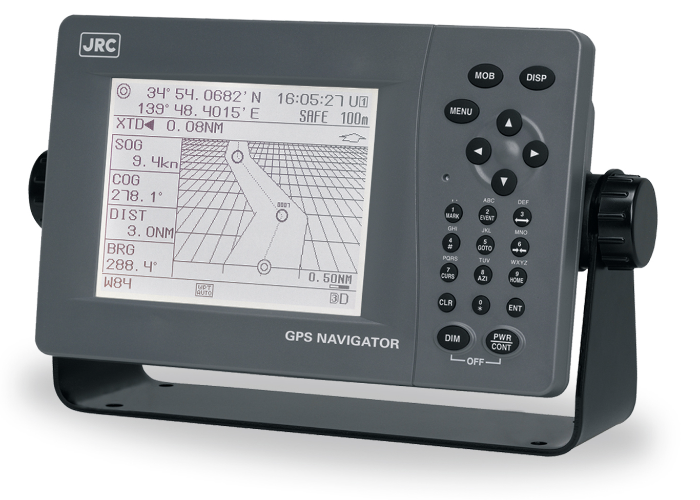 JRC
34° 54. 0682' N 16:05:27 U
139° 48. 4015' E SAFE 100m
XTD◀ 0.08NM
SOG
9.4kn
COG
278.1°
DIST
3.0NM
BRG
288.4°
W84
0001
0.50NM
WPT
AUTO
3D
GPS NAVIGATOR
MOB DISP
MENU
▲
◀ ▶
▼
ABC DEF
1 MARK 2 EVENT 3
GHI JKL MNO
4 # 5 GOTO 6
PQRS TUV WXYZ
7 CURS 8 AZI 9 HOME
CLR 0 * ENT
DIM PWR CONT
OFF